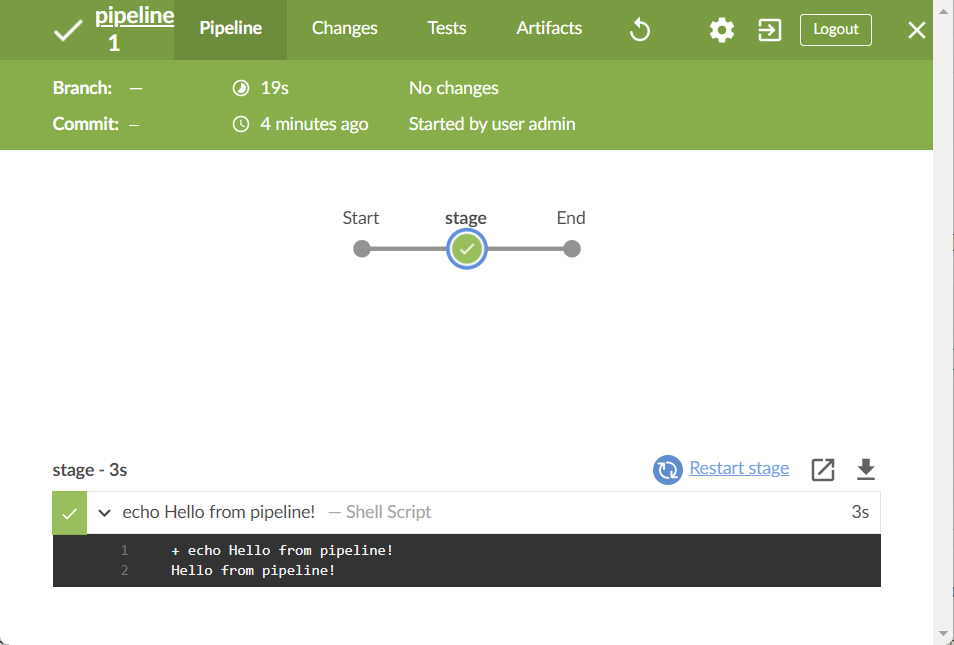 pipeline
1
Pipeline
Changes
Tests
Artifacts
Logout
Branch: —
19s
No changes
Commit: –
4 minutes ago
Started by user admin
Start
stage
End
stage - 3s
Restart stage
echo Hello from pipeline! — Shell Script
3s
1 + echo Hello from pipeline!
2 Hello from pipeline!